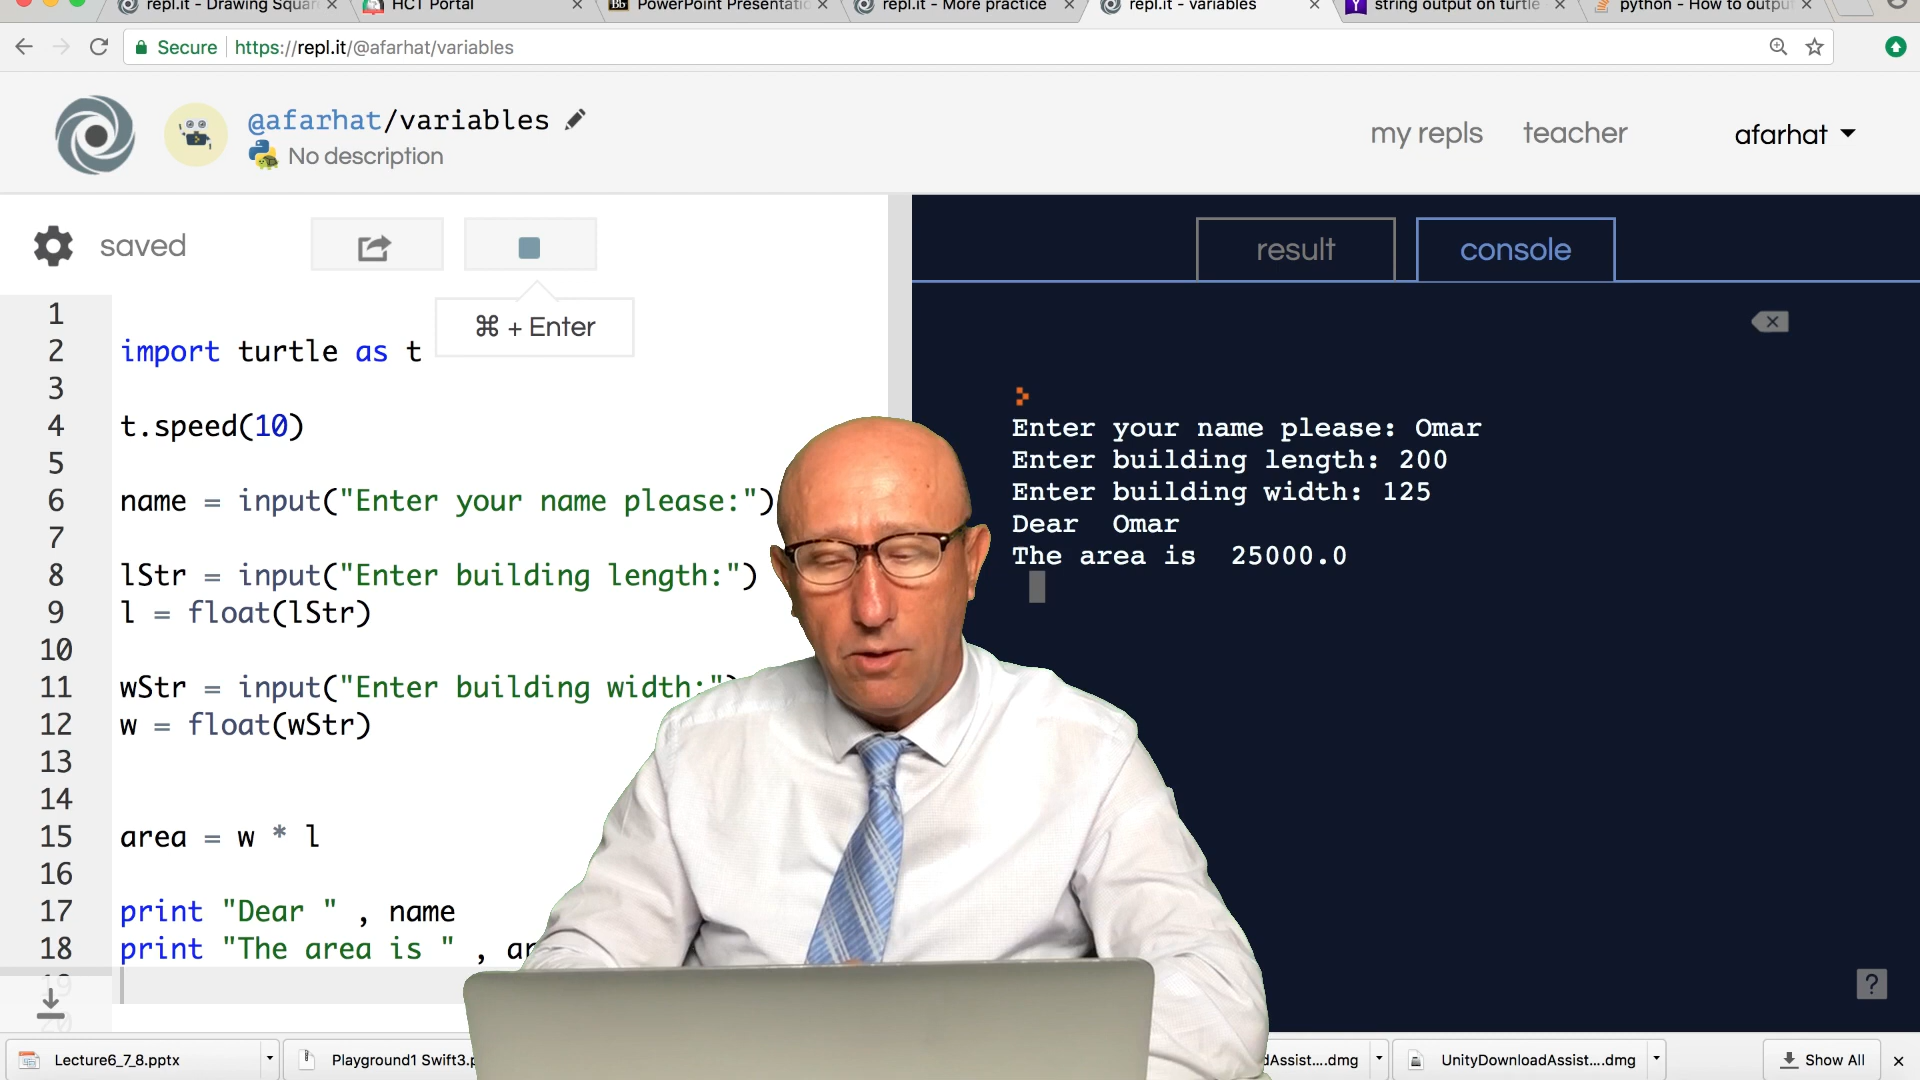 repl.it - Drawing Squar
HCT Portal
Bb PowerPoint Presentatio
repl.it - More practice
repl.it - variables
Y string output on turtle
python - How to outpu
Secure https://repl.it/@afarhat/variables
@afarhat/variables
No description
my repls teacher afarhat
saved
⌘ + Enter
result console
1
2 import turtle as t
3
4 t.speed(10)
5
6 name = input("Enter your name please:")
7
8 lStr = input("Enter building length:")
9 l = float(lStr)
10
11 wStr = input("Enter building width:")
12 w = float(wStr)
13
14
15 area = w * l
16
17 print "Dear " , name
18 print "The area is " , ar
19
20
Enter your name please: Omar
Enter building length: 200
Enter building width: 125
Dear  Omar
The area is  25000.0
?
Lecture6_7_8.pptx
Playground1 Swift3.p
dAssist....dmg
UnityDownloadAssist....dmg
Show All